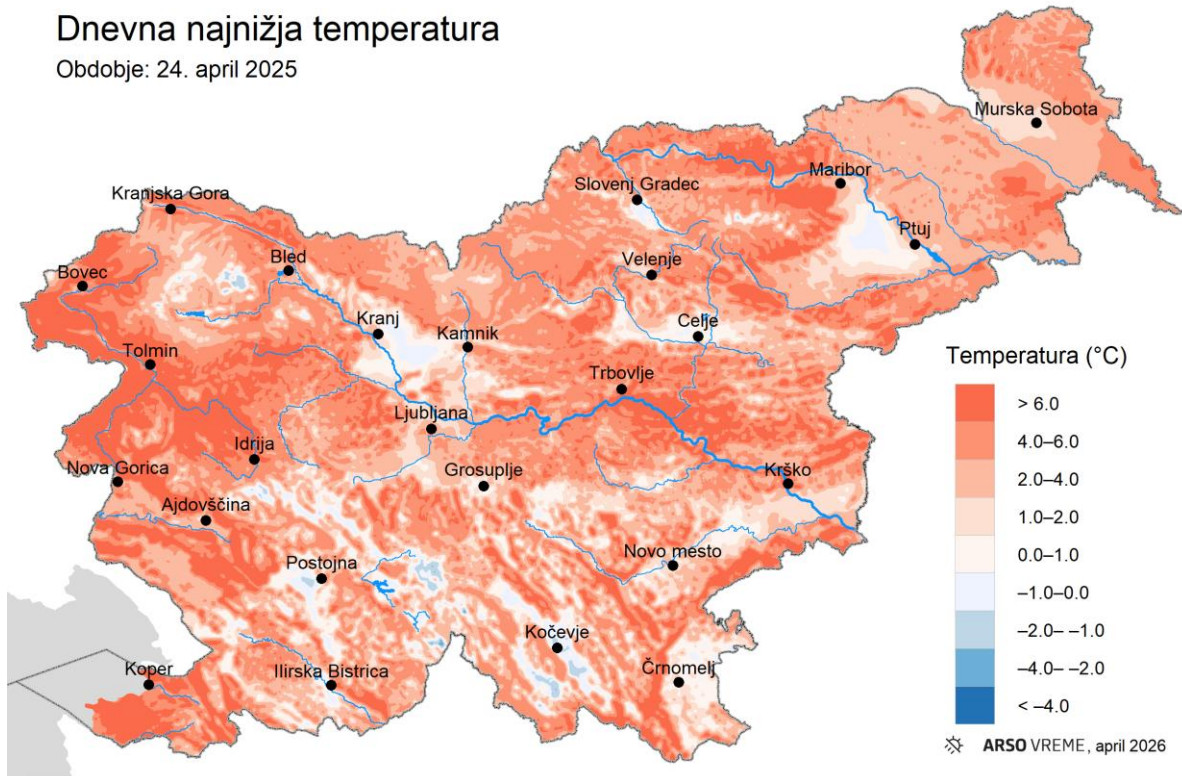 Dnevna najnižja temperatura
Obdobje: 24. april 2025
Murska Sobota
Maribor
Slovenj Gradec
Kranjska Gora
Ptuj
Bled
Velenje
Bovec
Kranj
Kamnik
Celje
Tolmin
Trbovlje
Ljubljana
Idrija
Nova Gorica
Grosuplje
Krško
Ajdovščina
Novo mesto
Postojna
Kočevje
Koper
Ilirska Bistrica
Črnomelj
Temperatura (°C)
> 6.0
4.0–6.0
2.0–4.0
1.0–2.0
0.0–1.0
–1.0–0.0
–2.0– –1.0
–4.0– –2.0
< –4.0
ARSO VREME, april 2026